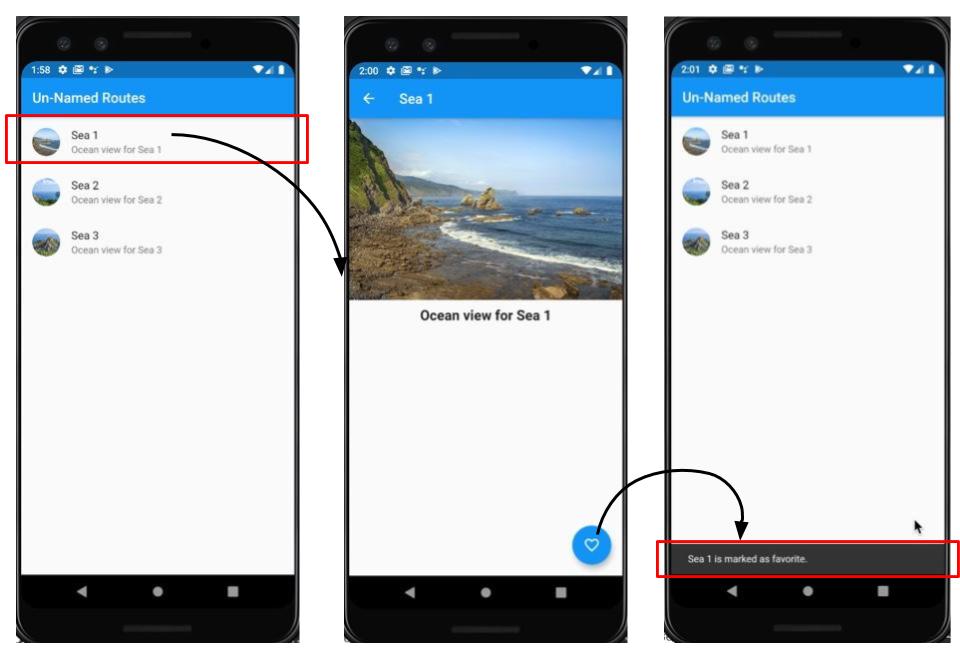 1:58
Un-Named Routes
Sea 1
Ocean view for Sea 1
Sea 2
Ocean view for Sea 2
Sea 3
Ocean view for Sea 3
2:00
Sea 1
Ocean view for Sea 1
2:01
Un-Named Routes
Sea 1
Ocean view for Sea 1
Sea 2
Ocean view for Sea 2
Sea 3
Ocean view for Sea 3
Sea 1 is marked as favorite.